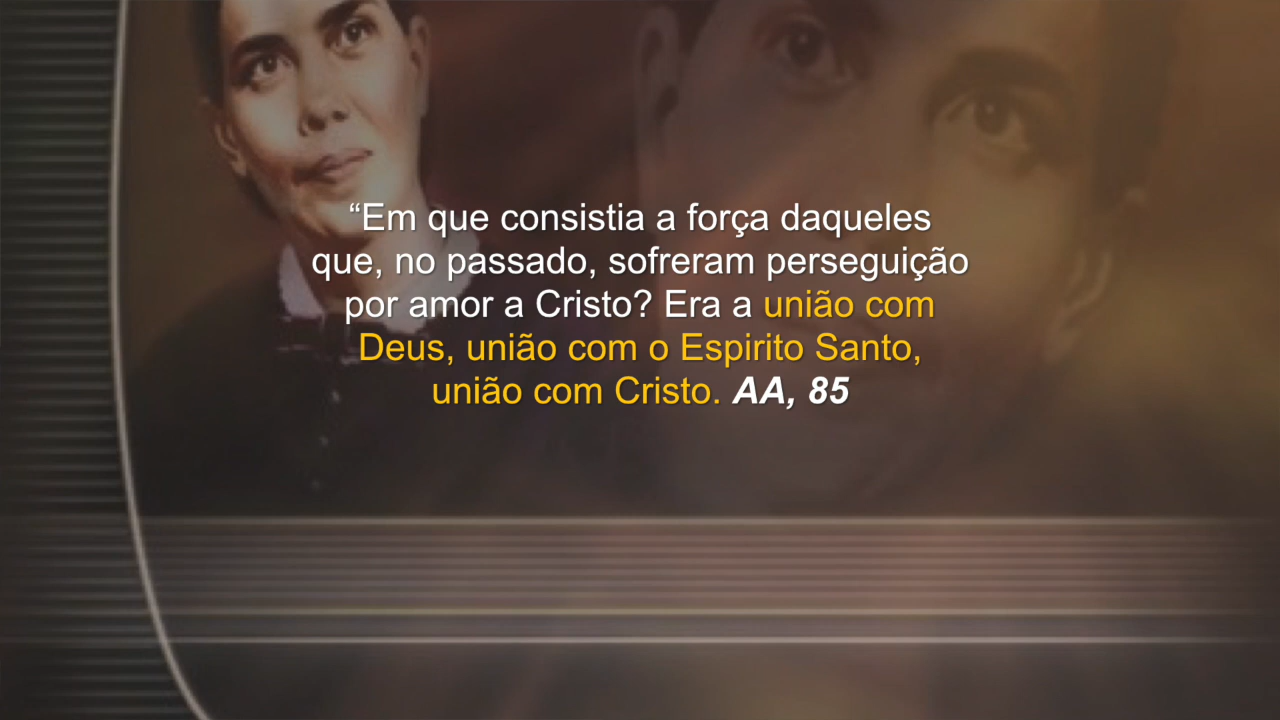 “Em que consistia a força daqueles
que, no passado, sofreram perseguição
por amor a Cristo? Era a união com
Deus, união com o Espirito Santo,
união com Cristo. AA, 85